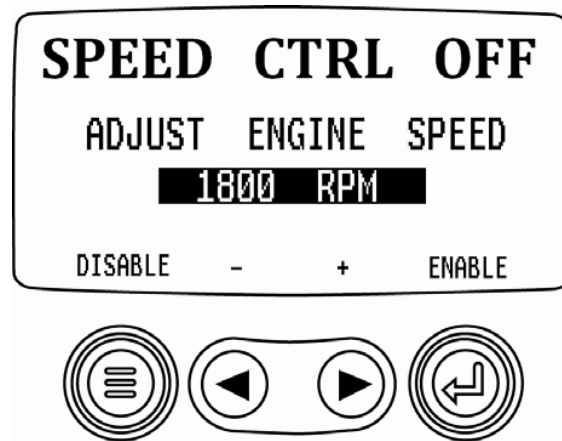 SPEED CTRL OFF
ADJUST ENGINE SPEED
1800 RPM
DISABLE - + ENABLE